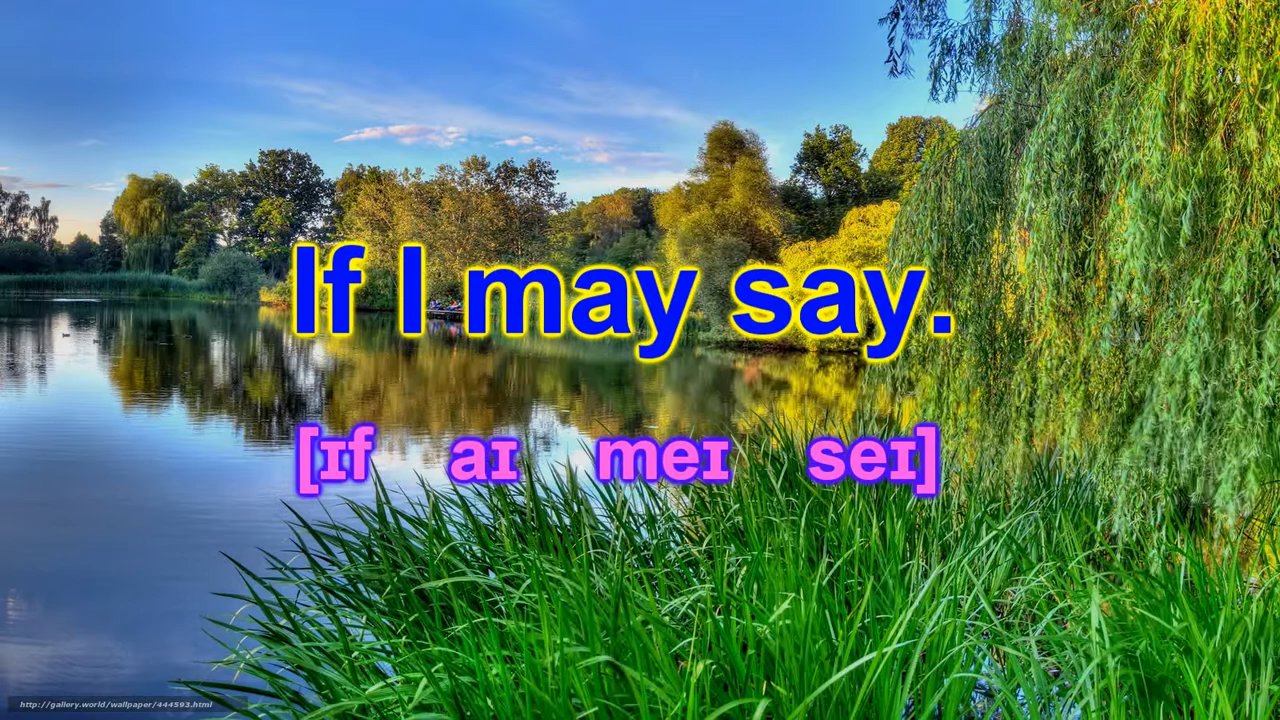 If I may say.
[ɪf aɪ meɪ seɪ]
http://gallery.world/wallpaper/444593.html